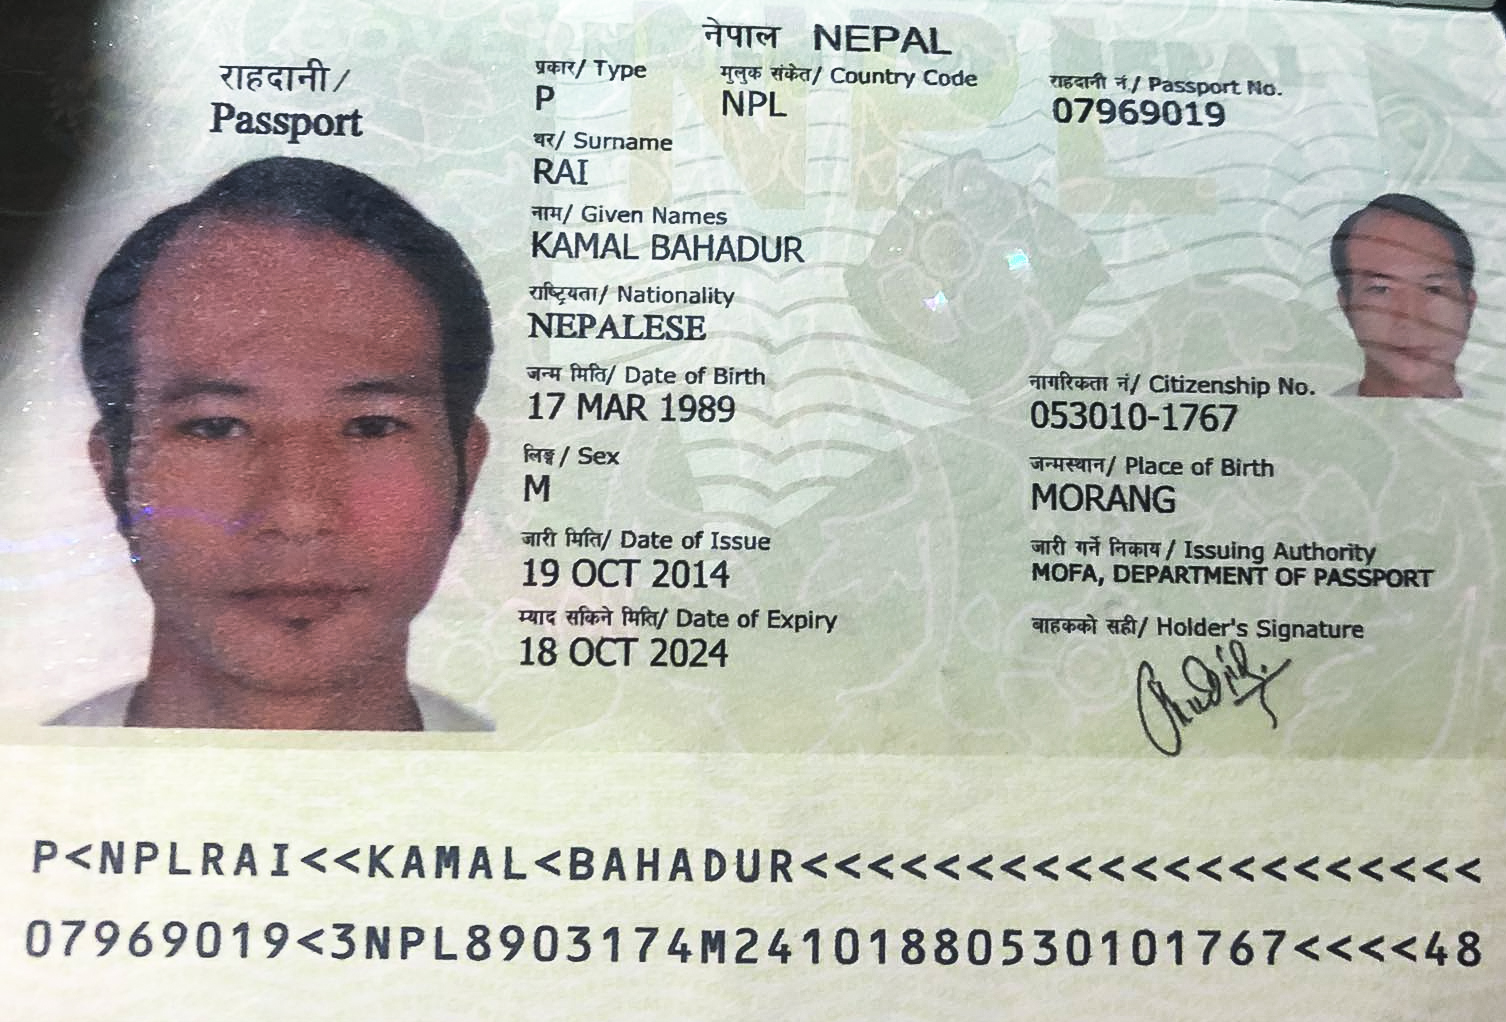 नेपाल NEPAL
राहदानी/
Passport
प्रकार/ Type
P
मुलुक संकेत/ Country Code
NPL
राहदानी नं./ Passport No.
07969019
थर/ Surname
RAI
नाम/ Given Names
KAMAL BAHADUR
राष्ट्रियता/ Nationality
NEPALESE
जन्म मिति/ Date of Birth
17 MAR 1989
नागरिकता नं/ Citizenship No.
053010-1767
लिङ्ग/ Sex
M
जन्मस्थान/ Place of Birth
MORANG
जारी मिति/ Date of Issue
19 OCT 2014
जारी गर्ने निकाय/ Issuing Authority
MOFA, DEPARTMENT OF PASSPORT
म्याद सकिने मिति/ Date of Expiry
18 OCT 2024
बाहकको सही/ Holder's Signature
P<NPLRAI<<KAMAL<BAHADUR<<<<<<<<<<<<<<<<<<<<<
07969019<3NPL8903174M24101880530101767<<<<48